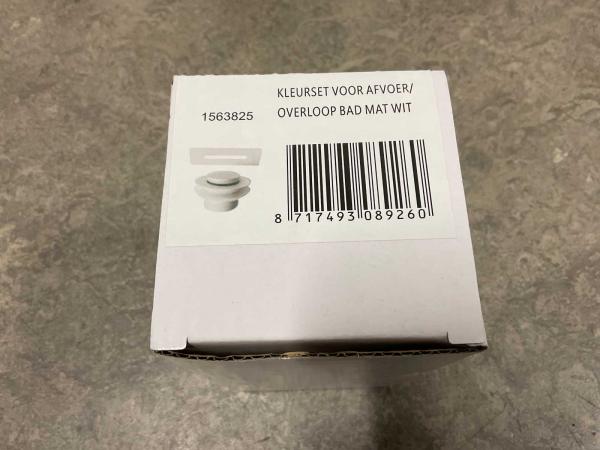 KLEURSET VOOR AFVOER/
1563825
OVERLOOP BAD MAT WIT
8 717493 089260